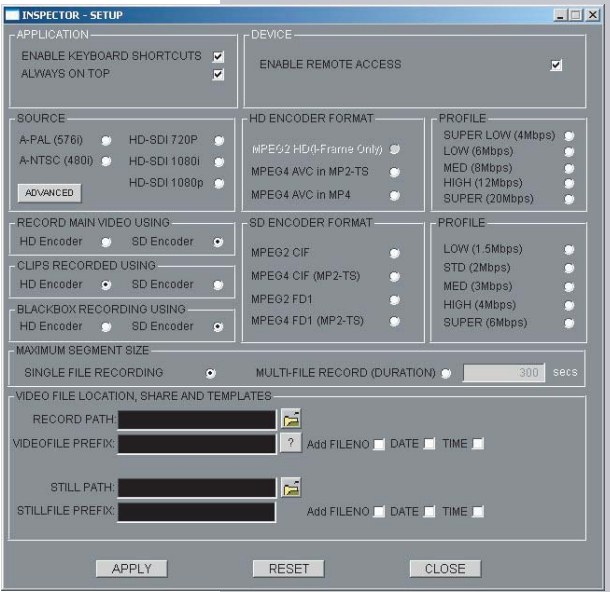 INSPECTOR - SETUP
APPLICATION
ENABLE KEYBOARD SHORTCUTS
ALWAYS ON TOP
DEVICE
ENABLE REMOTE ACCESS
SOURCE
A-PAL (576i) HD-SDI 720P
A-NTSC (480i) HD-SDI 1080i
HD-SDI 1080p
ADVANCED
HD ENCODER FORMAT
MPEG2 HD(I-Frame Only)
MPEG4 AVC in MP2-TS
MPEG4 AVC in MP4
PROFILE
SUPER LOW (4Mbps)
LOW (6Mbps)
MED (8Mbps)
HIGH (12Mbps)
SUPER (20Mbps)
RECORD MAIN VIDEO USING
HD Encoder SD Encoder
CLIPS RECORDED USING
HD Encoder SD Encoder
BLACKBOX RECORDING USING
HD Encoder SD Encoder
SD ENCODER FORMAT
MPEG2 CIF
MPEG4 CIF (MP2-TS)
MPEG2 FD1
MPEG4 FD1 (MP2-TS)
PROFILE
LOW (1.5Mbps)
STD (2Mbps)
MED (3Mbps)
HIGH (4Mbps)
SUPER (6Mbps)
MAXIMUM SEGMENT SIZE
SINGLE FILE RECORDING MULTI-FILE RECORD (DURATION) 300 secs
VIDEO FILE LOCATION, SHARE AND TEMPLATES
RECORD PATH:
VIDEOFILE PREFIX: ? Add FILENO DATE TIME
STILL PATH:
STILLFILE PREFIX: Add FILENO DATE TIME
APPLY RESET CLOSE